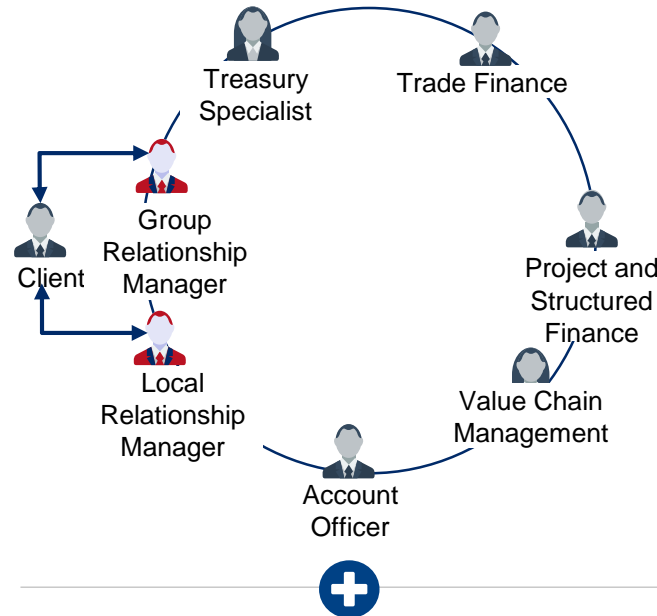 Treasury
Specialist
Trade Finance
Client
Group
Relationship
Manager
Project and
Structured
Finance
Local
Relationship
Manager
Value Chain
Management
Account
Officer